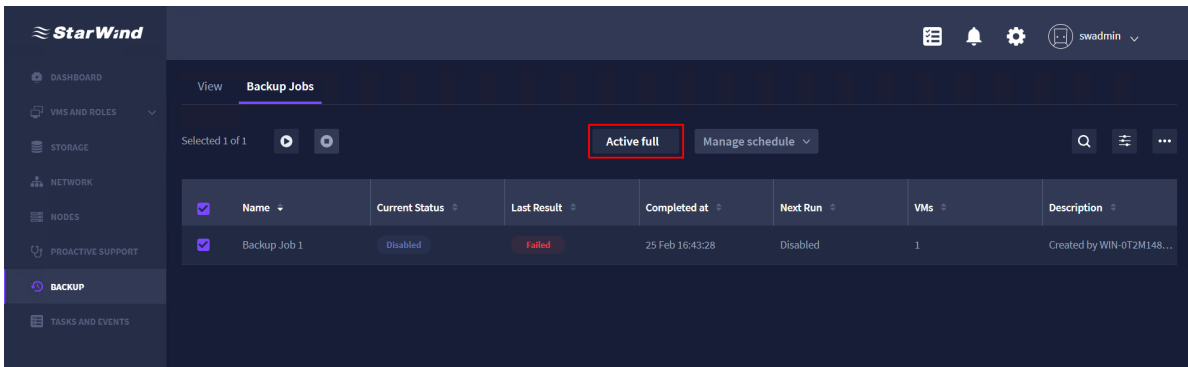 StarWind
swadmin
DASHBOARD
VMS AND ROLES
STORAGE
NETWORK
NODES
PROACTIVE SUPPORT
BACKUP
TASKS AND EVENTS
View Backup Jobs
Selected 1 of 1
Active full
Manage schedule
Name Current Status Last Result Completed at Next Run VMs Description
Backup Job 1 Disabled Failed 25 Feb 16:43:28 Disabled 1 Created by WIN-0T2M148...